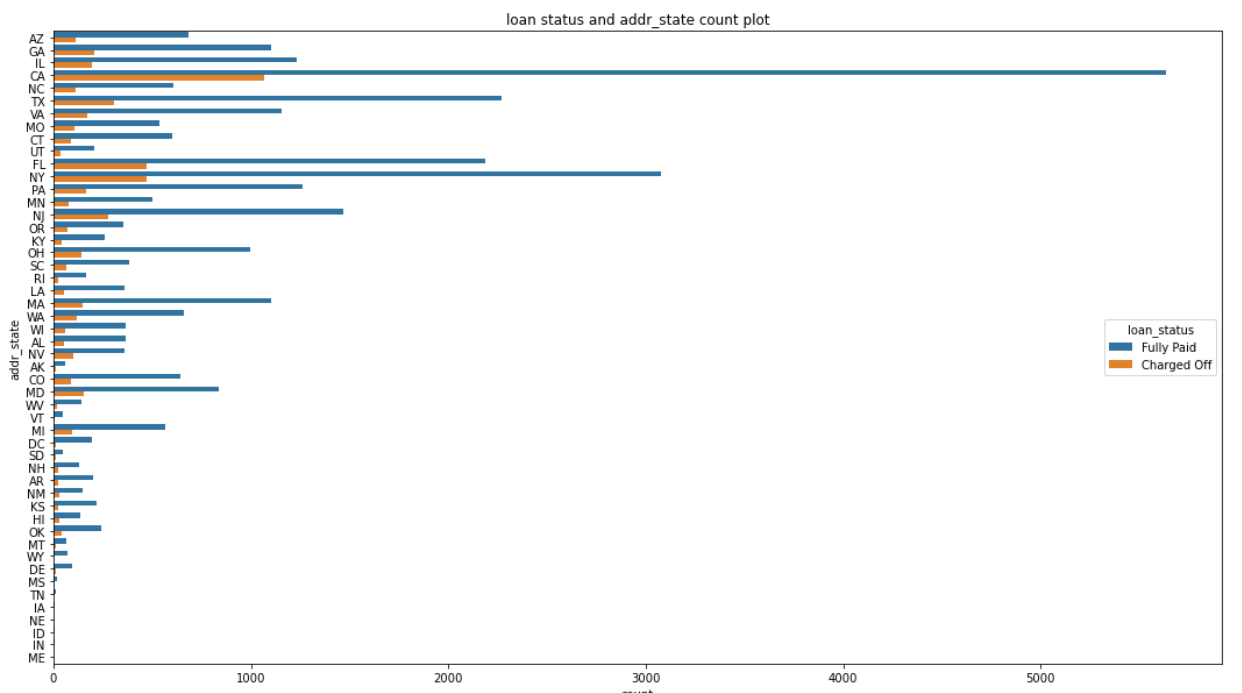 loan status and addr_state count plot
AZ
GA
IL
CA
NC
TX
VA
MO
CT
UT
FL
NY
PA
MN
NJ
OR
KY
OH
SC
RI
LA
MA
WA
WI
AL
NV
AK
CO
MD
WV
VT
MI
DC
SD
NH
AR
NM
KS
HI
OK
MT
WY
DE
MS
TN
IA
NE
ID
IN
ME
addr_state
loan_status
Fully Paid
Charged Off
0 1000 2000 3000 4000 5000
count